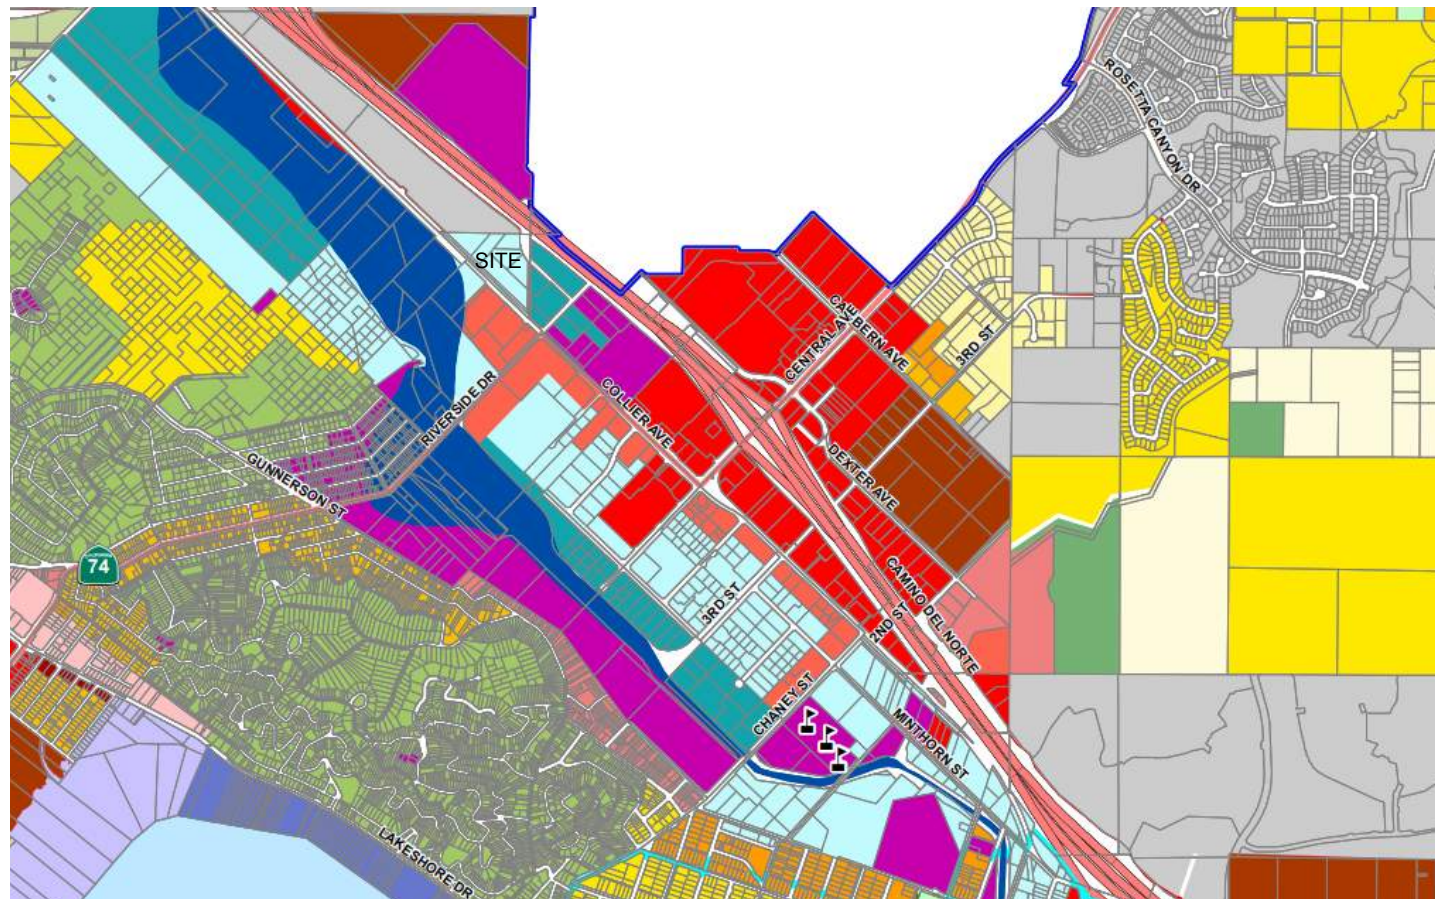 ROSETTA CANYON DR
SITE
CAMBERN AVE
CENTRAL AVE
3RD ST
RIVERSIDE DR
COLLIER AVE
GUNNERSON ST
DEXTER AVE
74
CAMINO DEL NORTE
3RD ST
2ND ST
CHANEY ST
MINTHORN ST
LAKESHORE DR